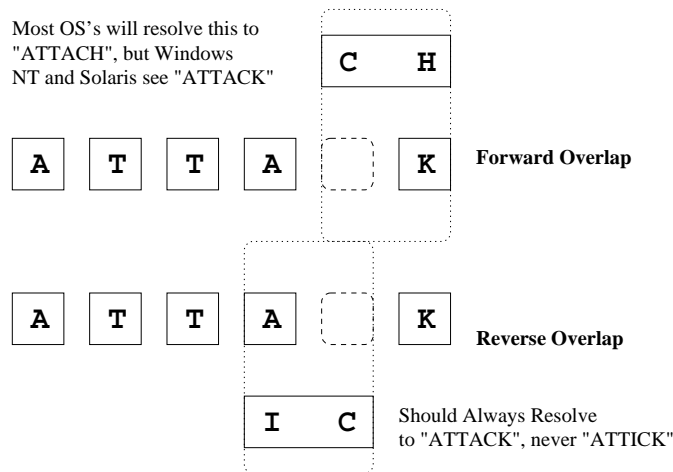 Most OS's will resolve this to
"ATTACH", but Windows
NT and Solaris see "ATTACK"
C H
A T T A K
Forward Overlap
A T T A K
Reverse Overlap
I C
Should Always Resolve
to "ATTACK", never "ATTICK"